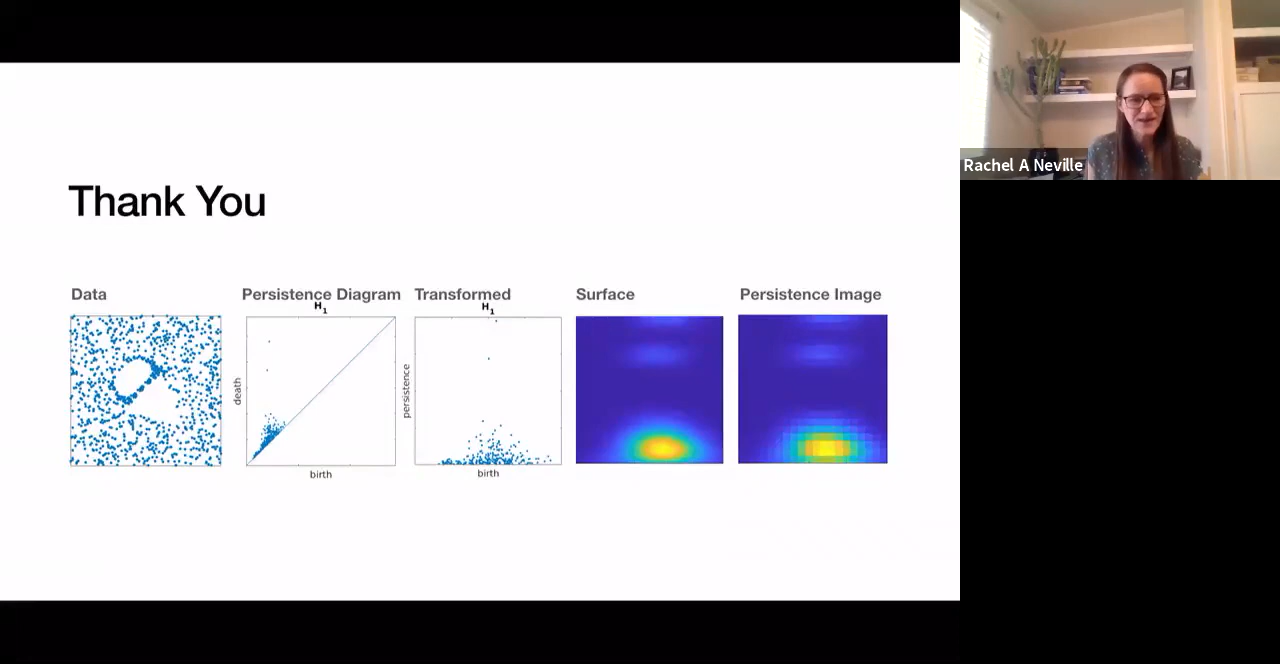 Thank You
Data
Persistence Diagram
Transformed
Surface
Persistence Image
H1
H1
death
persistence
birth
birth
Rachel A Neville